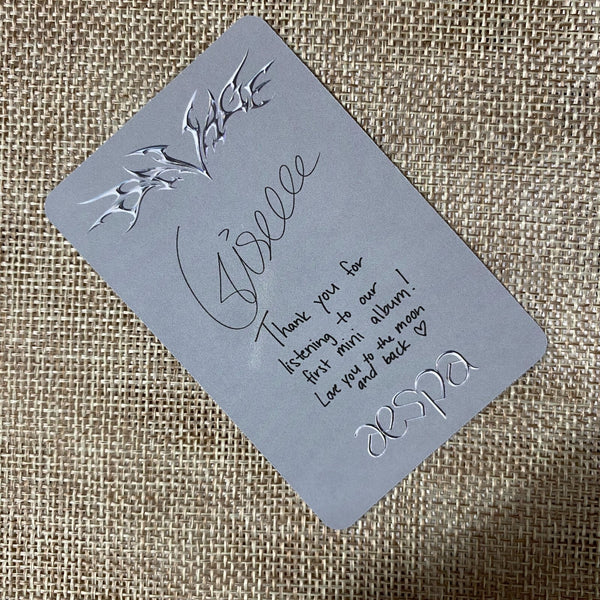 SAVAGE
Giselle
Thank you for
listening to our
first mini album!
Love you to the moon
and back ♡
aespa